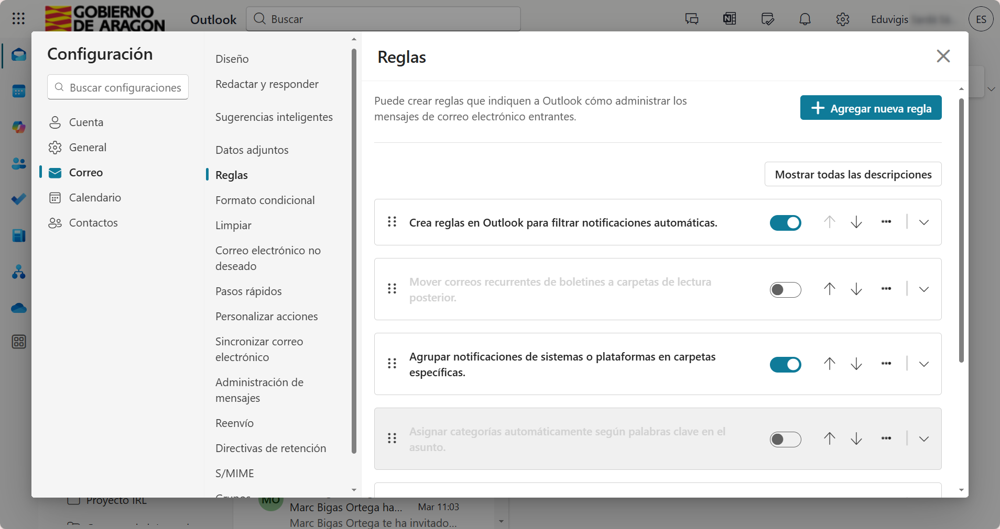 GOBIERNO
DE ARAGON
Outlook
Buscar
Eduvigis
ES
Configuración
Buscar configuraciones
Cuenta
General
Correo
Calendario
Contactos
Diseño
Redactar y responder
Sugerencias inteligentes
Datos adjuntos
Reglas
Formato condicional
Limpiar
Correo electrónico no
deseado
Pasos rápidos
Personalizar acciones
Sincronizar correo
electrónico
Administración de
mensajes
Reenvío
Directivas de retención
S/MIME
Grupos
Reglas
Puede crear reglas que indiquen a Outlook cómo administrar los
mensajes de correo electrónico entrantes.
Agregar nueva regla
Mostrar todas las descripciones
Crea reglas en Outlook para filtrar notificaciones automáticas.
Mover correos recurrentes de boletines a carpetas de lectura
posterior.
Agrupar notificaciones de sistemas o plataformas en carpetas
específicas.
Asignar categorías automáticamente según palabras clave en el
asunto.
Proyecto IRL
MO
Marc Bigas Ortega ha... Mar 11:03
Marc Bigas Ortega te ha invitado...